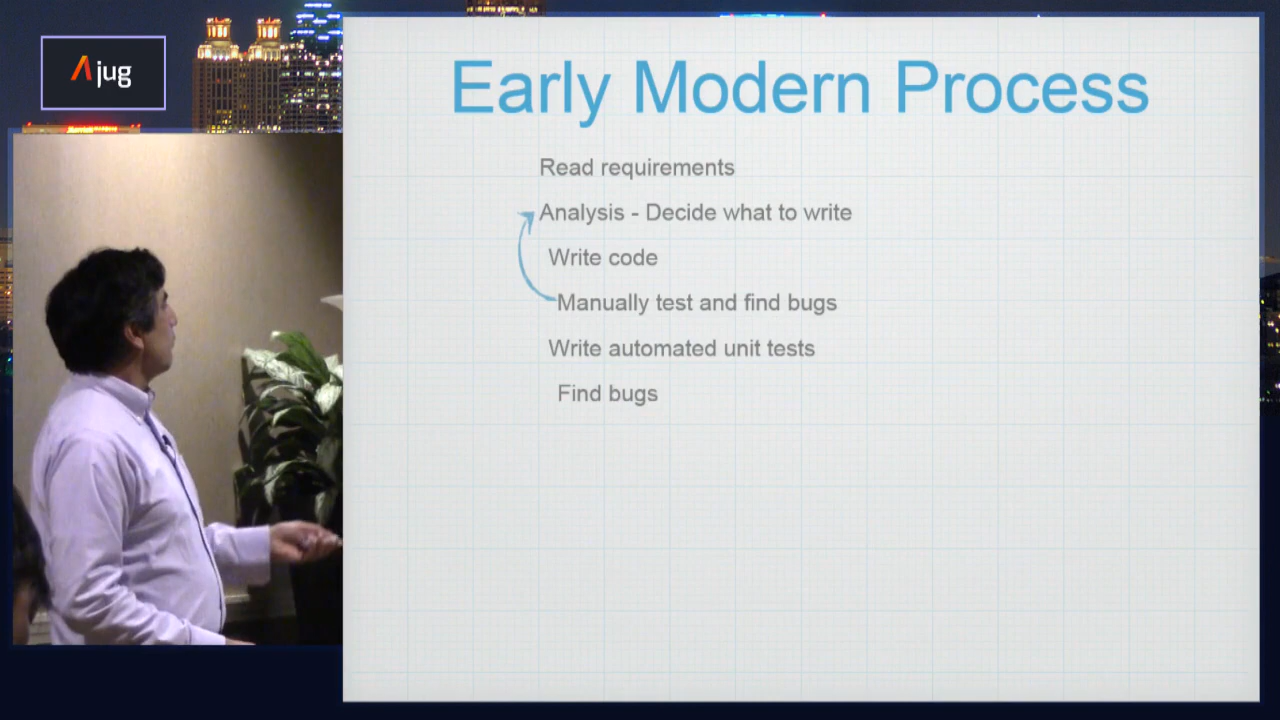 jug
Early Modern Process
Read requirements
Analysis - Decide what to write
Write code
Manually test and find bugs
Write automated unit tests
Find bugs